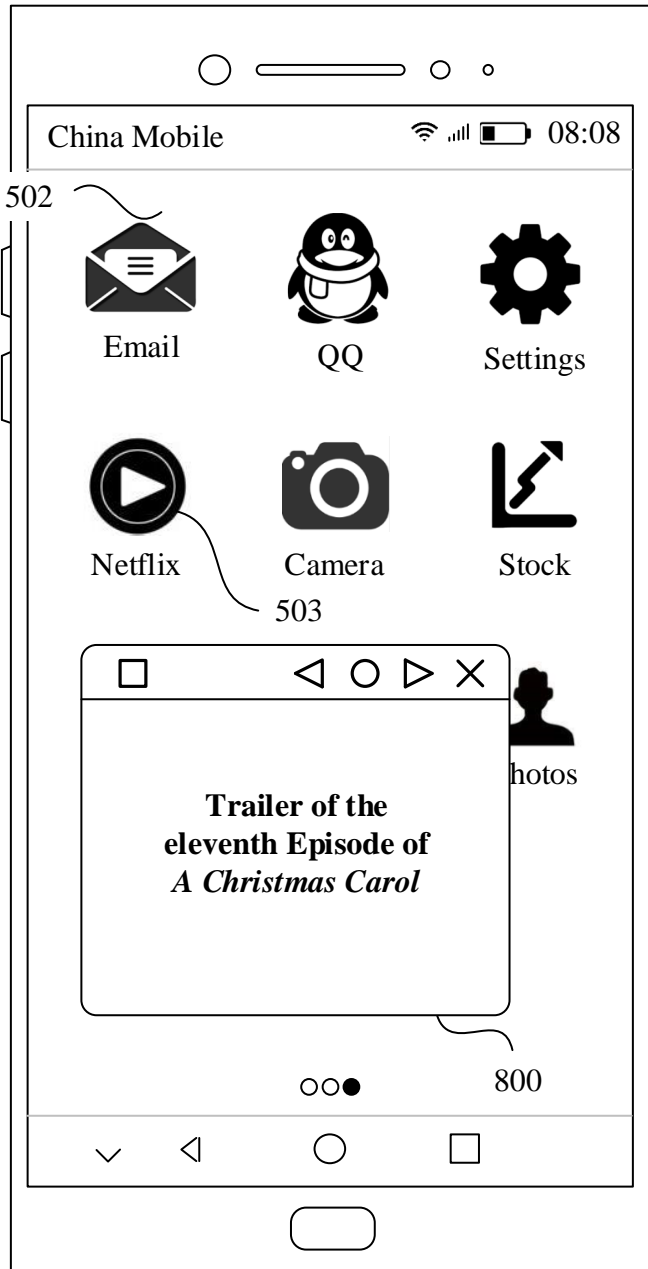 China Mobile 08:08
502
Email QQ Settings
Netflix Camera Stock
503
hotos
Trailer of the
eleventh Episode of
A Christmas Carol
800